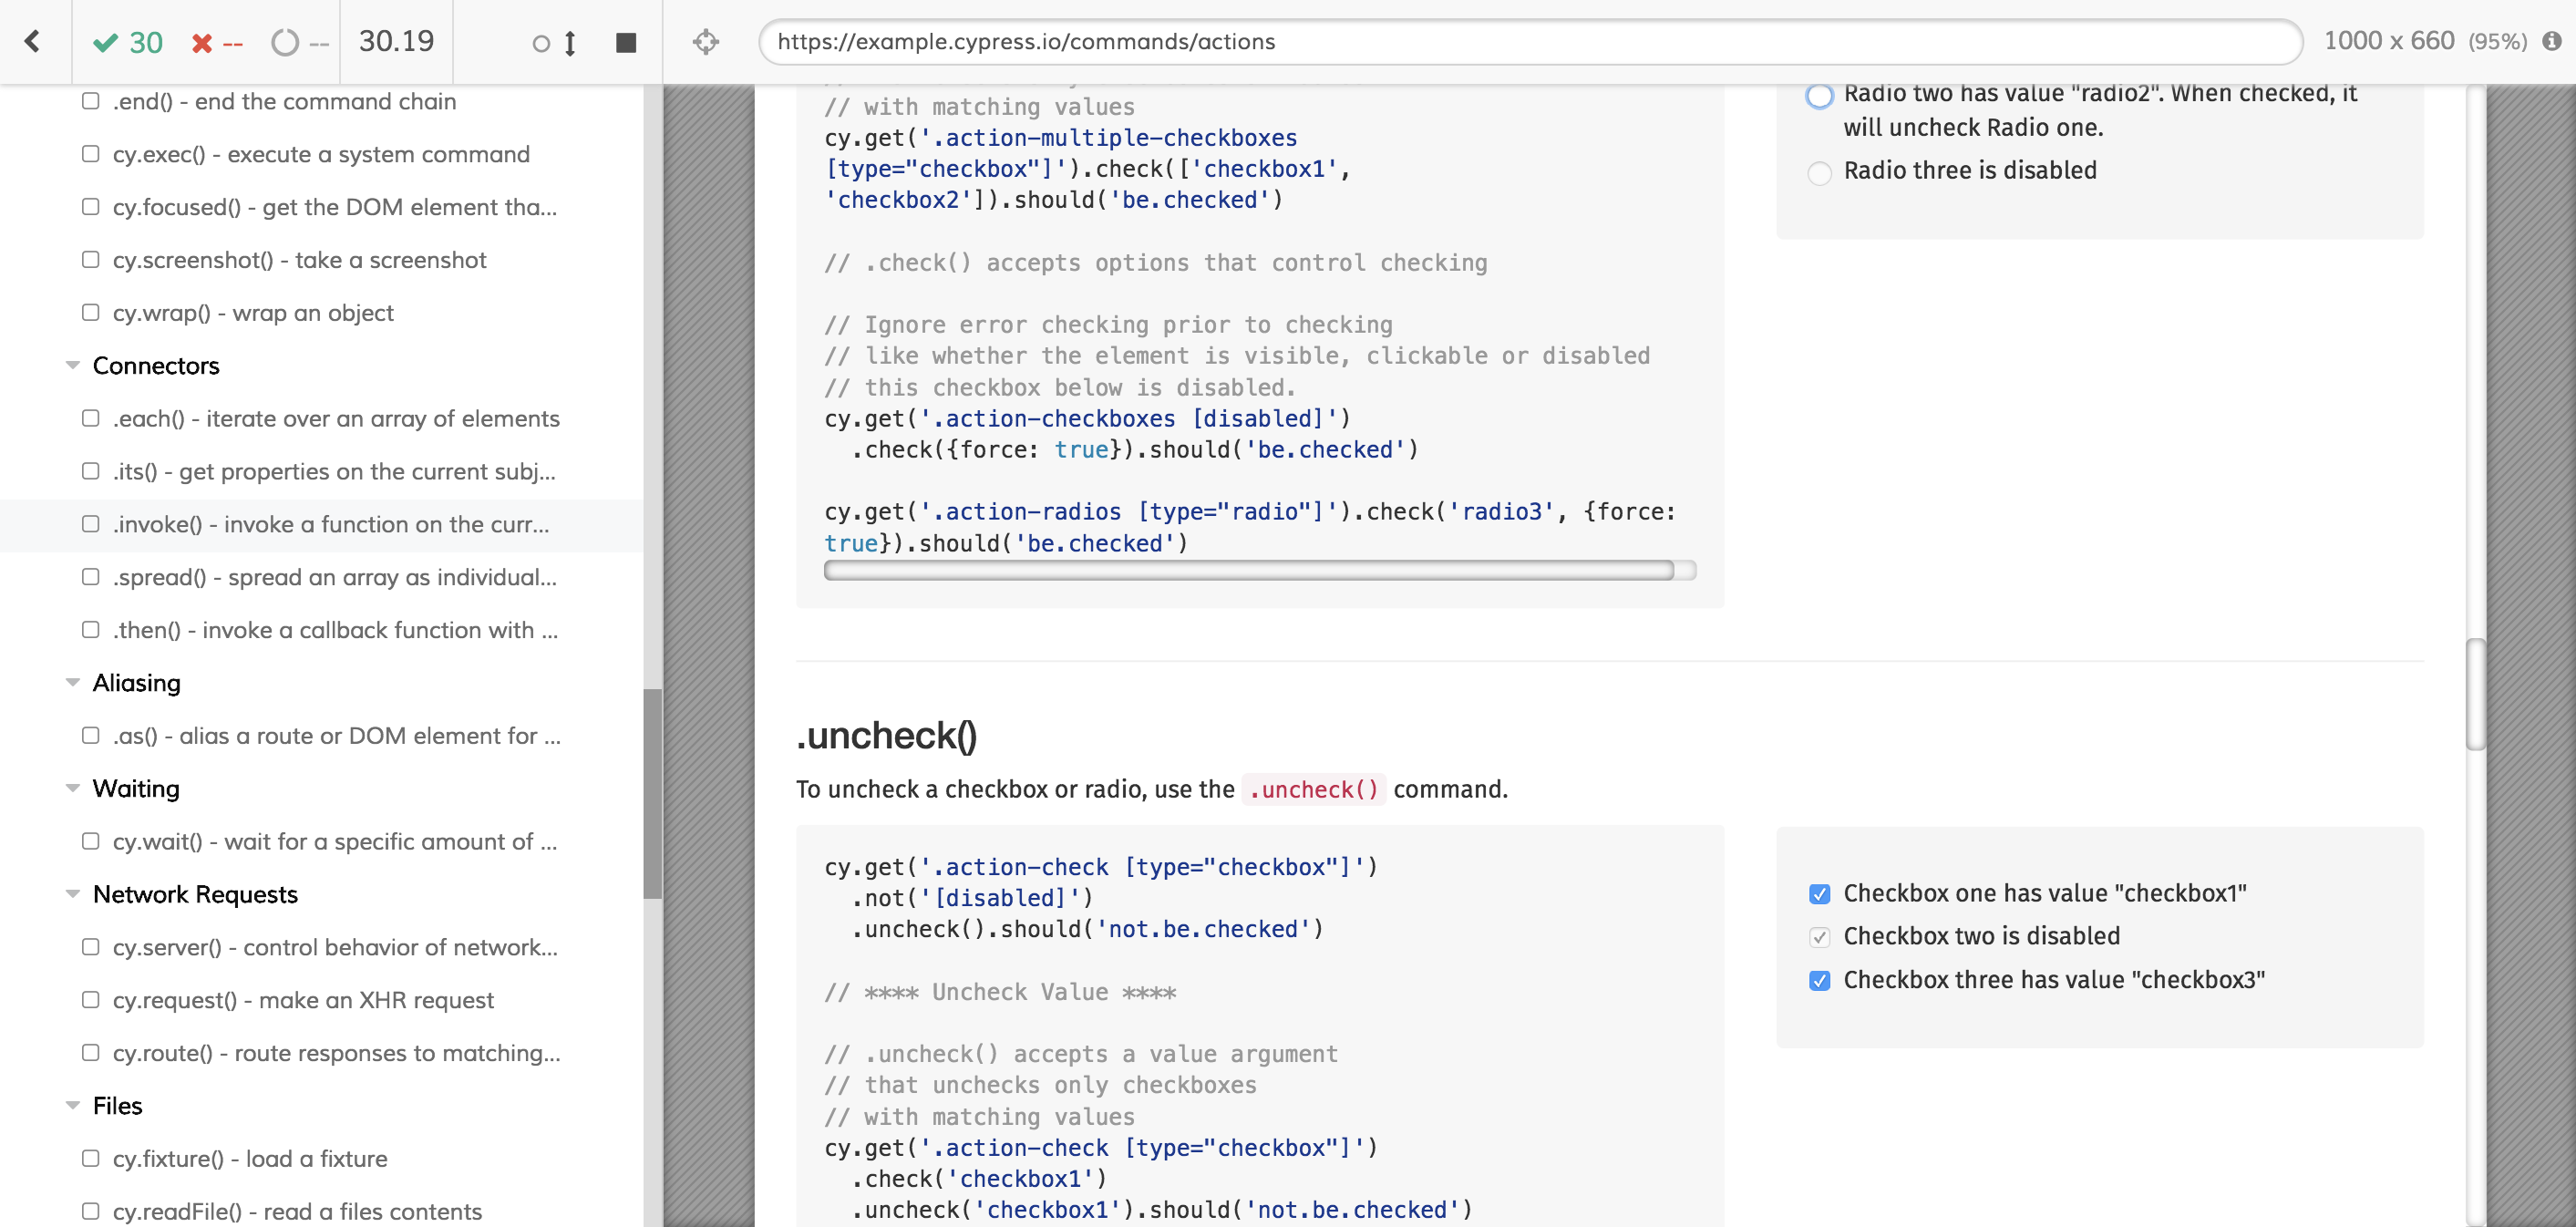 30
--
--
30.19
https://example.cypress.io/commands/actions
1000 x 660 (95%)
.end() - end the command chain
cy.exec() - execute a system command
cy.focused() - get the DOM element tha...
cy.screenshot() - take a screenshot
cy.wrap() - wrap an object
Connectors
.each() - iterate over an array of elements
.its() - get properties on the current subj...
.invoke() - invoke a function on the curr...
.spread() - spread an array as individual...
.then() - invoke a callback function with ...
Aliasing
.as() - alias a route or DOM element for ...
Waiting
cy.wait() - wait for a specific amount of ...
Network Requests
cy.server() - control behavior of network...
cy.request() - make an XHR request
cy.route() - route responses to matching...
Files
cy.fixture() - load a fixture
cy.readFile() - read a files contents
// with matching values
cy.get('.action-multiple-checkboxes
[type="checkbox"]').check(['checkbox1',
'checkbox2']).should('be.checked')
// .check() accepts options that control checking
// Ignore error checking prior to checking
// like whether the element is visible, clickable or disabled
// this checkbox below is disabled.
cy.get('.action-checkboxes [disabled]')
.check({force: true}).should('be.checked')
cy.get('.action-radios [type="radio"]').check('radio3', {force:
true}).should('be.checked')
Radio two has value "radio2". When checked, it
will uncheck Radio one.
Radio three is disabled
.uncheck()
To uncheck a checkbox or radio, use the .uncheck() command.
cy.get('.action-check [type="checkbox"]')
.not('[disabled]')
.uncheck().should('not.be.checked')
// **** Uncheck Value ****
// .uncheck() accepts a value argument
// that unchecks only checkboxes
// with matching values
cy.get('.action-check [type="checkbox"]')
.check('checkbox1')
.uncheck('checkbox1').should('not.be.checked')
Checkbox one has value "checkbox1"
Checkbox two is disabled
Checkbox three has value "checkbox3"